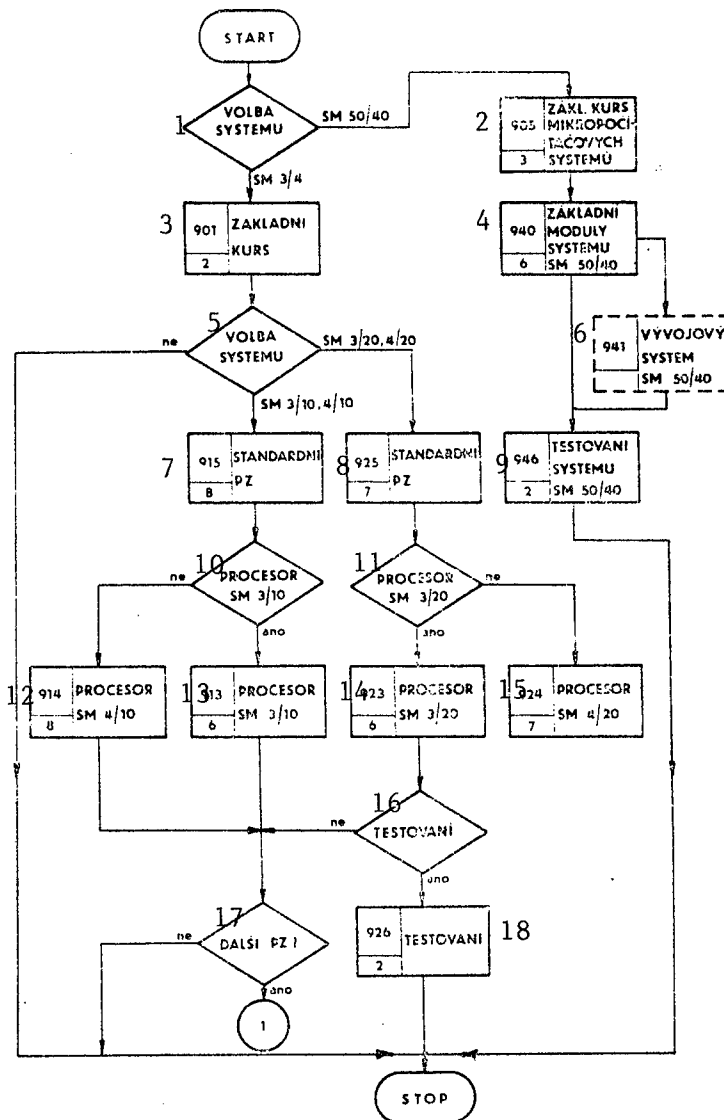 START
1
VOLBA
SYSTEMU
SM 50/40
SM 3/4
2
905
3
ZÁKL. KURS
MIKROPOČÍ-
TAČOVÝCH
SYSTÉMŮ
3
901
2
ZÁKLADNÍ
KURS
4
940
6
ZÁKLADNÍ
MODULY
SYSTEMU
SM 50/40
5
VOLBA
SYSTEMU
ne
SM 3/20, 4/20
SM 3/10, 4/10
6
941
VÝVOJOVÝ
SYSTEM
SM 50/40
7
915
8
STANDARDNI
PZ
8
925
7
STANDARDNI
PZ
9
946
2
TESTOVANI
SYSTEMU
SM 50/40
10
PROCESOR
SM 3/10
ne
ano
11
PROCESOR
SM 3/20
ne
ano
12
914
8
PROCESOR
SM 4/10
13
913
6
PROCESOR
SM 3/10
14
923
6
PROCESOR
SM 3/20
15
924
7
PROCESOR
SM 4/20
16
TESTOVANÍ
ne
ano
17
DALŠÍ PZ ?
ne
ano
1
926
2
TESTOVANÍ
18
STOP